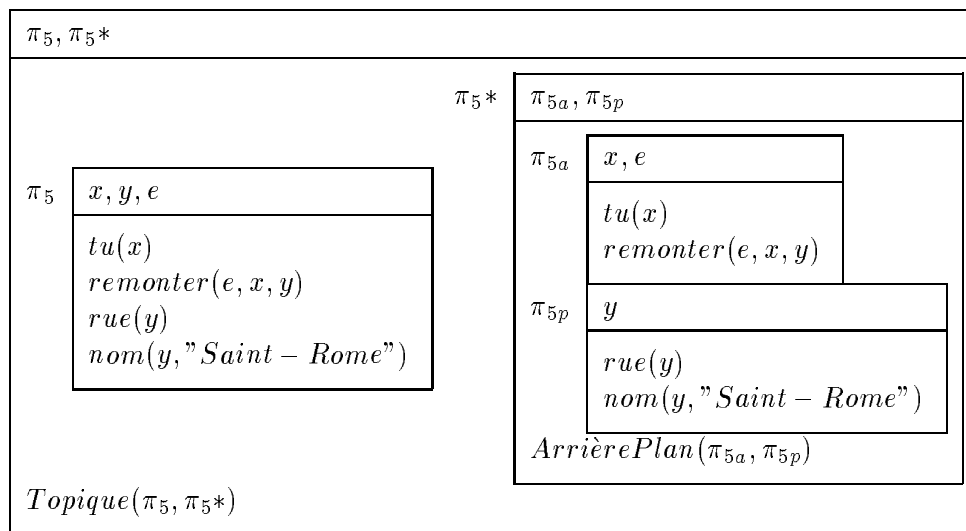 π₅, π₅*
π₅
x, y, e
tu(x)
remonter(e, x, y)
rue(y)
nom(y, ”Saint − Rome”)
π₅*
π₅ₐ, π₅ₚ
π₅ₐ
x, e
tu(x)
remonter(e, x, y)
π₅ₚ
y
rue(y)
nom(y, ”Saint − Rome”)
ArrièrePlan(π₅ₐ, π₅ₚ)
Topique(π₅, π₅*)